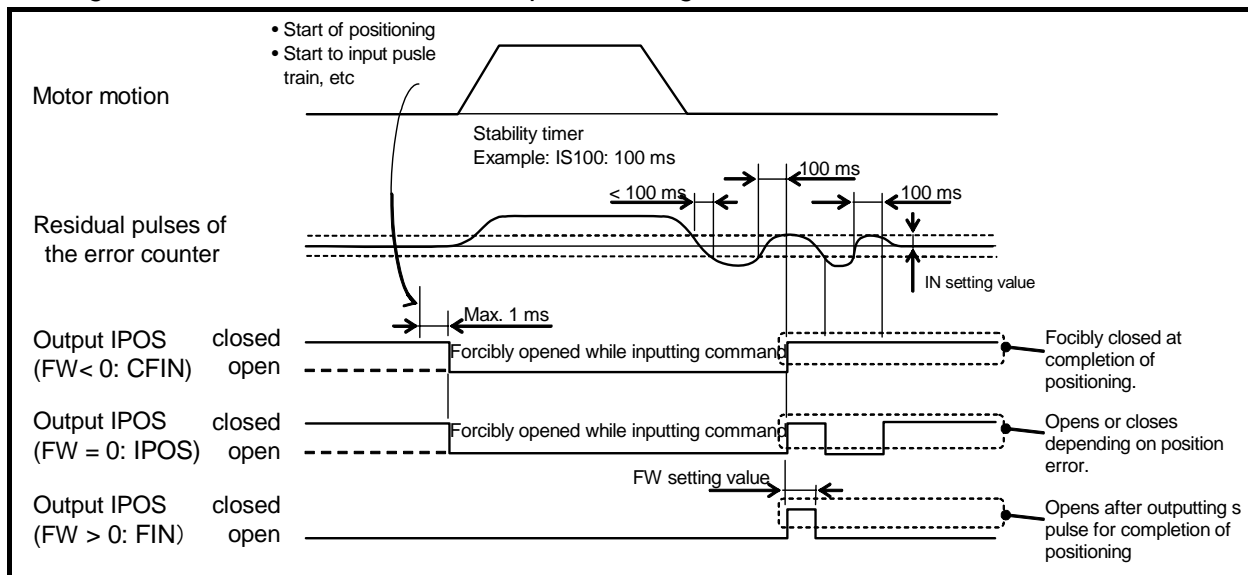 • Start of positioning
• Start to input pusle
train, etc
Motor motion
Stability timer
Example: IS100: 100 ms
100 ms
< 100 ms
100 ms
Residual pulses of
the error counter
IN setting value
Max. 1 ms
Output IPOS closed
(FW< 0: CFIN) open
Forcibly opened while inputting command
Focibly closed at
completion of
positioning.
Output IPOS closed
(FW = 0: IPOS) open
Forcibly opened while inputting command
Opens or closes
depending on position
error.
FW setting value
Output IPOS closed
(FW > 0: FIN) open
Opens after outputting s
pulse for completion of
positioning